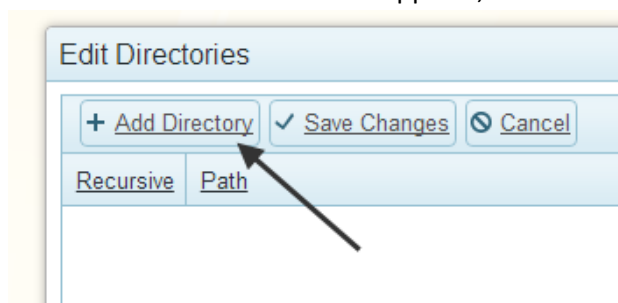 Edit Directories
+ Add Directory ✓ Save Changes Cancel
Recursive Path